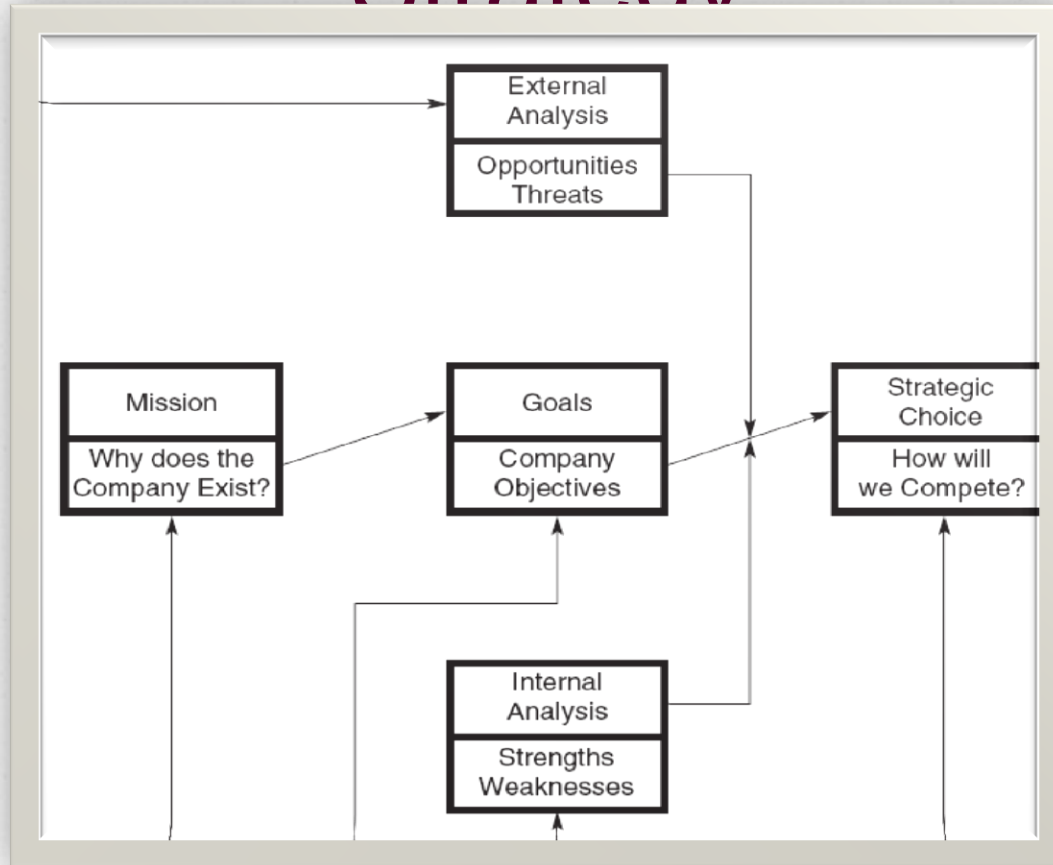 External
Analysis
Opportunities
Threats
Mission
Why does the
Company Exist?
Goals
Company
Objectives
Strategic
Choice
How will
we Compete?
Internal
Analysis
Strengths
Weaknesses